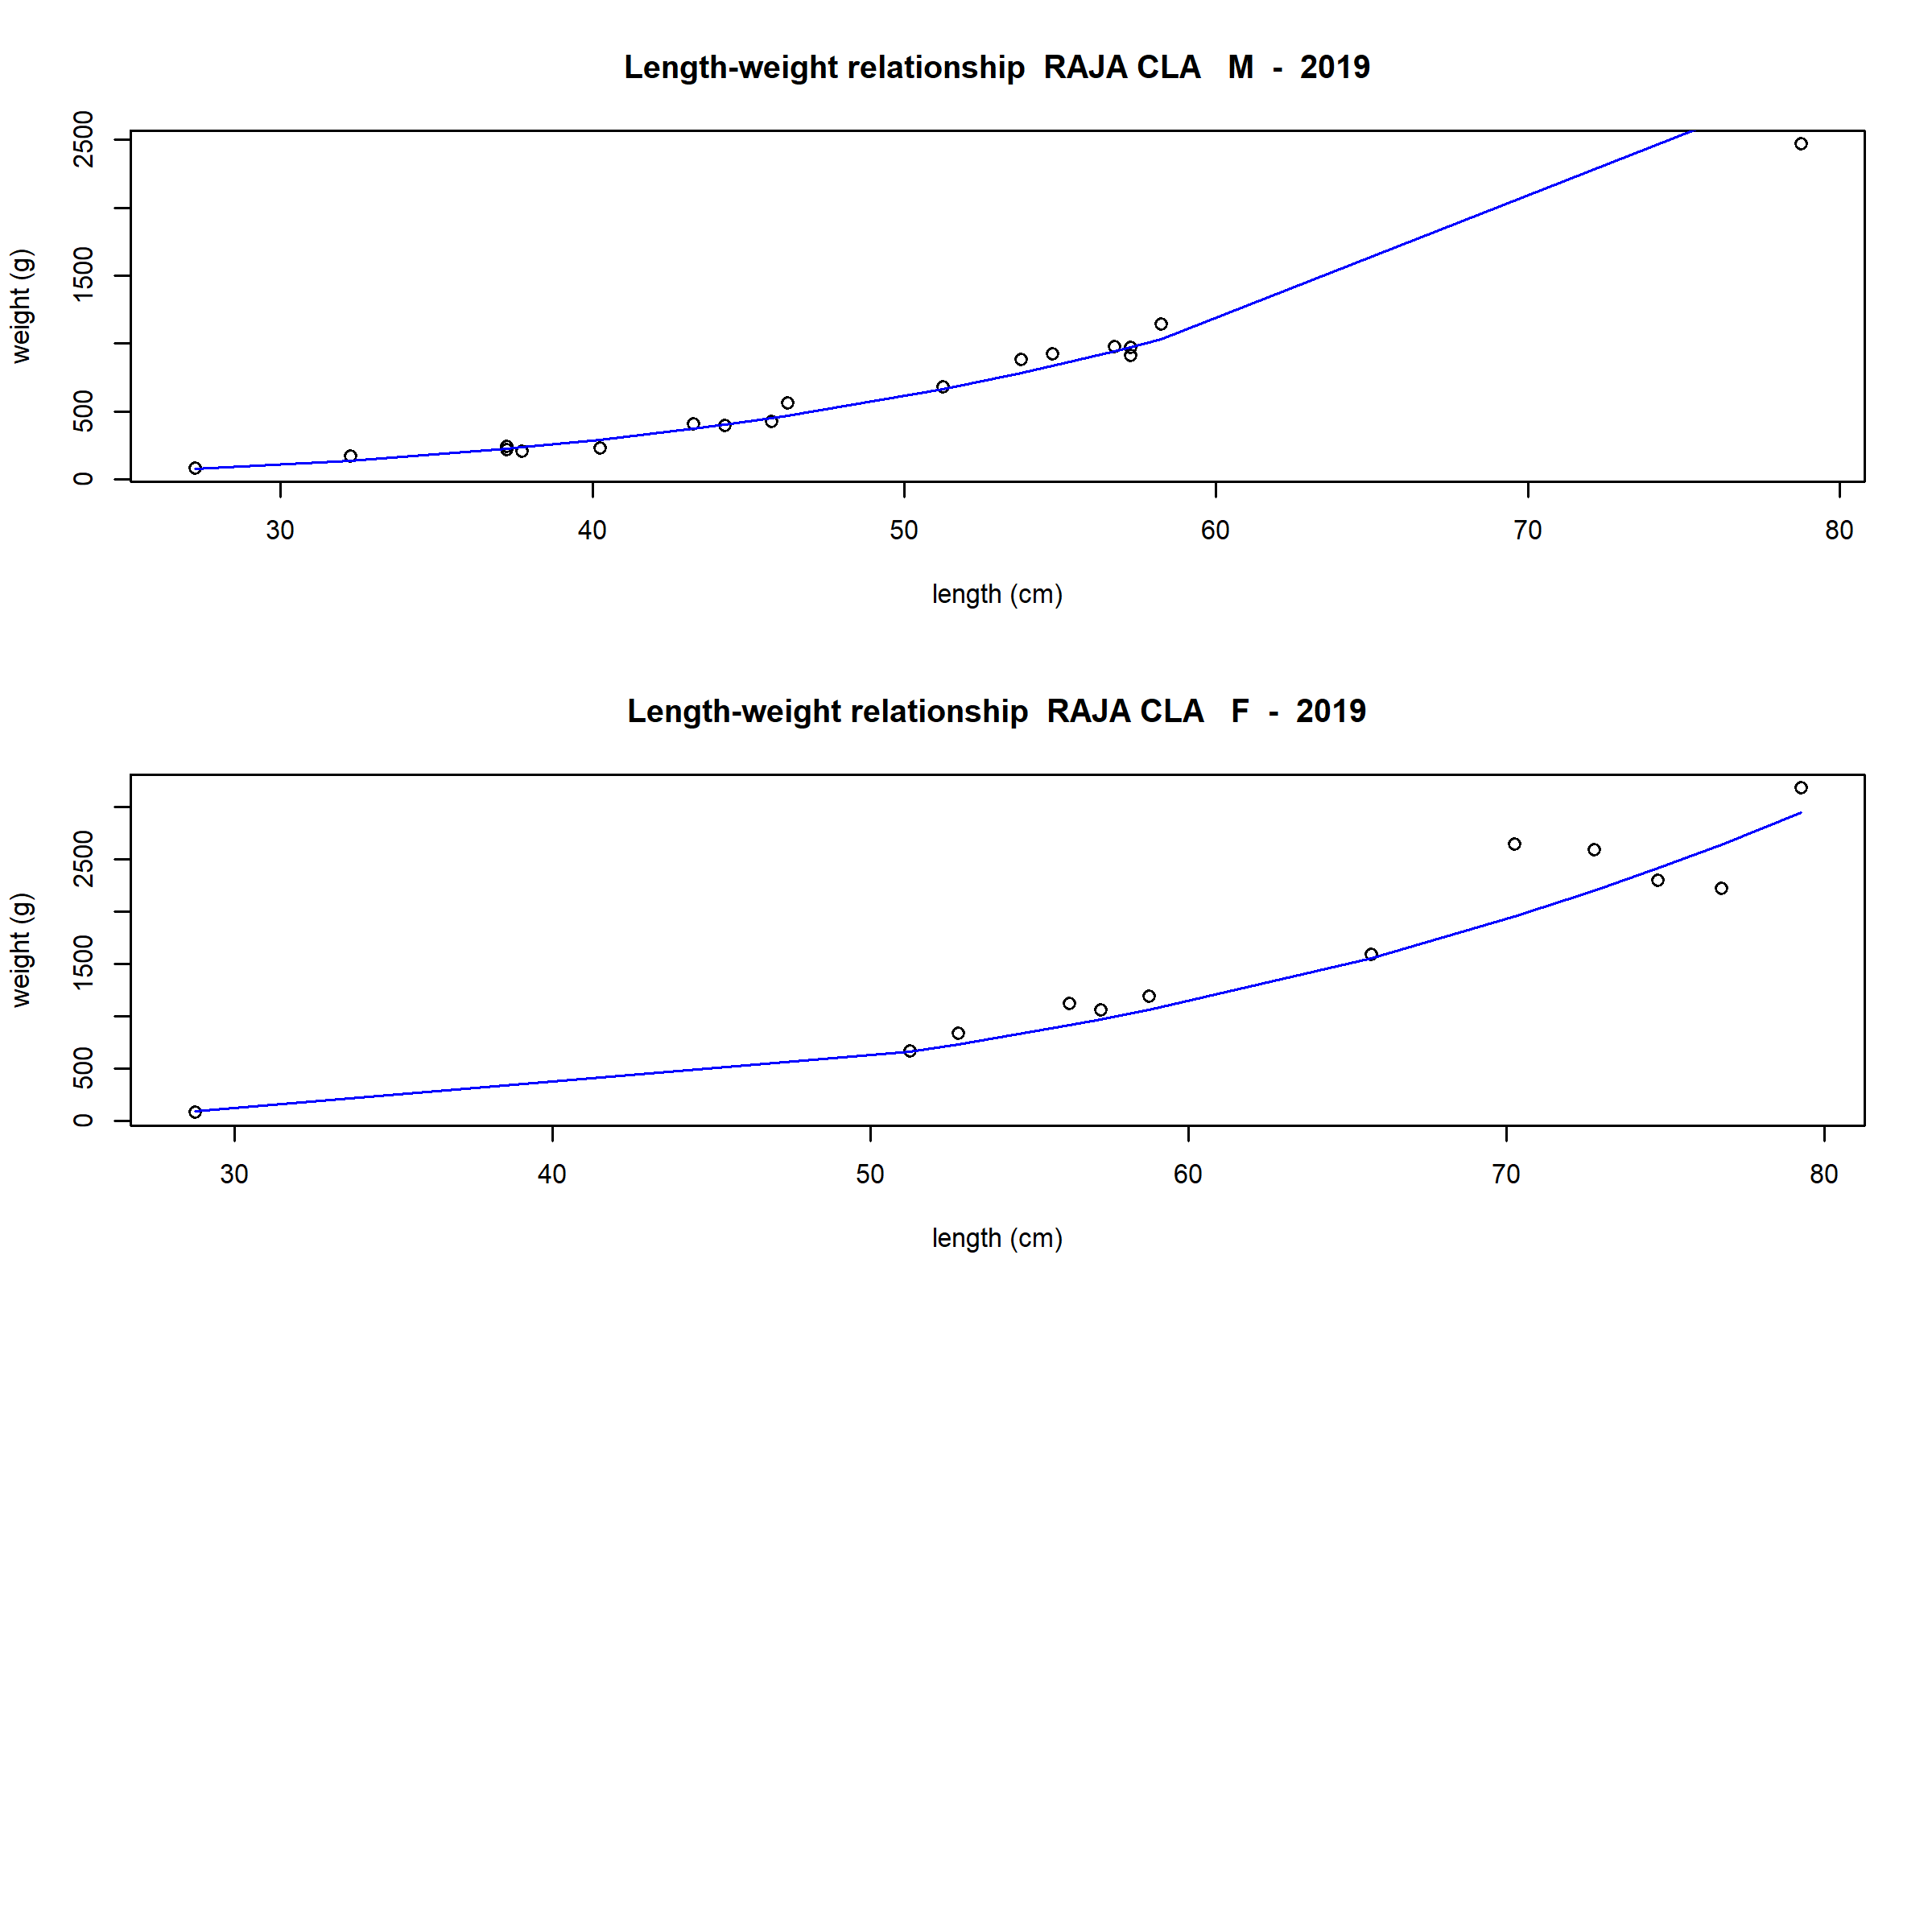 Length-weight relationship  RAJA CLA   M  -  2019
weight (g)
2500
1500
500
0
30 40 50 60 70 80
length (cm)
Length-weight relationship  RAJA CLA   F  -  2019
weight (g)
2500
1500
500
0
30 40 50 60 70 80
length (cm)